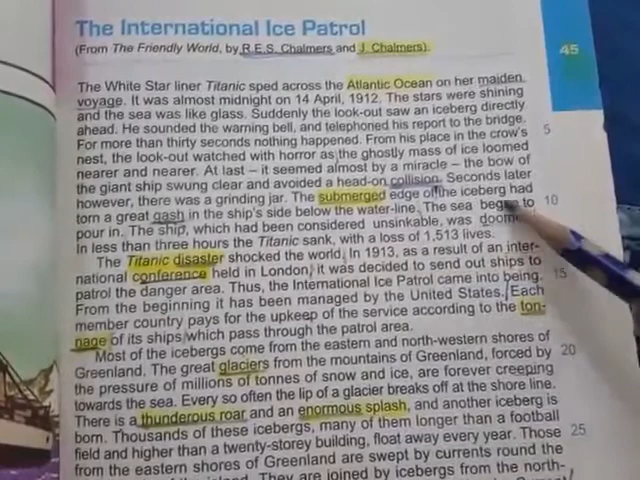 The International Ice Patrol
(From The Friendly World, by R.E.S. Chalmers and J. Chalmers).
45
The White Star liner Titanic sped across the Atlantic Ocean on her maiden
voyage. It was almost midnight on 14 April, 1912. The stars were shining
and the sea was like glass. Suddenly the look-out saw an iceberg directly
ahead. He sounded the warning bell, and telephoned his report to the bridge.
For more than thirty seconds nothing happened. From his place in the crow's 5
nest, the look-out watched with horror as the ghostly mass of ice loomed
nearer and nearer. At last – it seemed almost by a miracle – the bow of
the giant ship swung clear and avoided a head-on collision. Seconds later
however, there was a grinding jar. The submerged edge of the iceberg had
torn a great gash in the ship's side below the water-line. The sea began to 10
pour in. The ship, which had been considered unsinkable, was
In less than three hours the Titanic sank, with a loss of 1,513 lives.
The Titanic disaster shocked the world. In 1913, as a result of an inter-
national conference held in London, it was decided to send out ships to
patrol the danger area. Thus, the International Ice Patrol came into being. 15
From the beginning it has been managed by the United States. Each
member country pays for the upkeep of the service according to the ton-
nage of its ships which pass through the patrol area.
Most of the icebergs come from the eastern and north-western shores of
Greenland. The great glaciers from the mountains of Greenland, forced by 20
the pressure of millions of tonnes of snow and ice, are forever creeping
towards the sea. Every so often the lip of a glacier breaks off at the shore line.
There is a thunderous roar and an enormous splash, and another iceberg is
born. Thousands of these icebergs, many of them longer than a football
field and higher than a twenty-storey building, float away every year. Those 25
from the eastern shores of Greenland are swept by currents round the
They are joined by icebergs from the north-